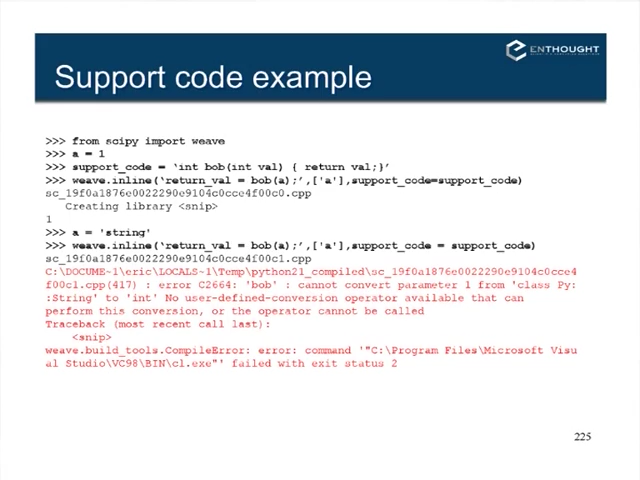 ENTHOUGHT
Support code example
>>> from scipy import weave
>>> a = 1
>>> support_code = ‘int bob(int val) { return val;}’
>>> weave.inline(‘return_val = bob(a);’,['a'],support_code=support_code)
sc_19f0a1876e0022290e9104c0cce4f00c0.cpp
Creating library <snip>
1
>>> a = 'string'
>>> weave.inline(‘return_val = bob(a);’,['a'],support_code = support_code)
sc_19f0a1876e0022290e9104c0cce4f00c1.cpp
C:\DOCUME~1\eric\LOCALS~1\Temp\python21_compiled\sc_19f0a1876e0022290e9104c0cce4
f00c1.cpp(417) : error C2664: 'bob' : cannot convert parameter 1 from 'class Py:
:String' to 'int' No user-defined-conversion operator available that can
perform this conversion, or the operator cannot be called
Traceback (most recent call last):
<snip>
weave.build_tools.CompileError: error: command '"C:\Program Files\Microsoft Visu
al Studio\VC98\BIN\cl.exe"' failed with exit status 2
225